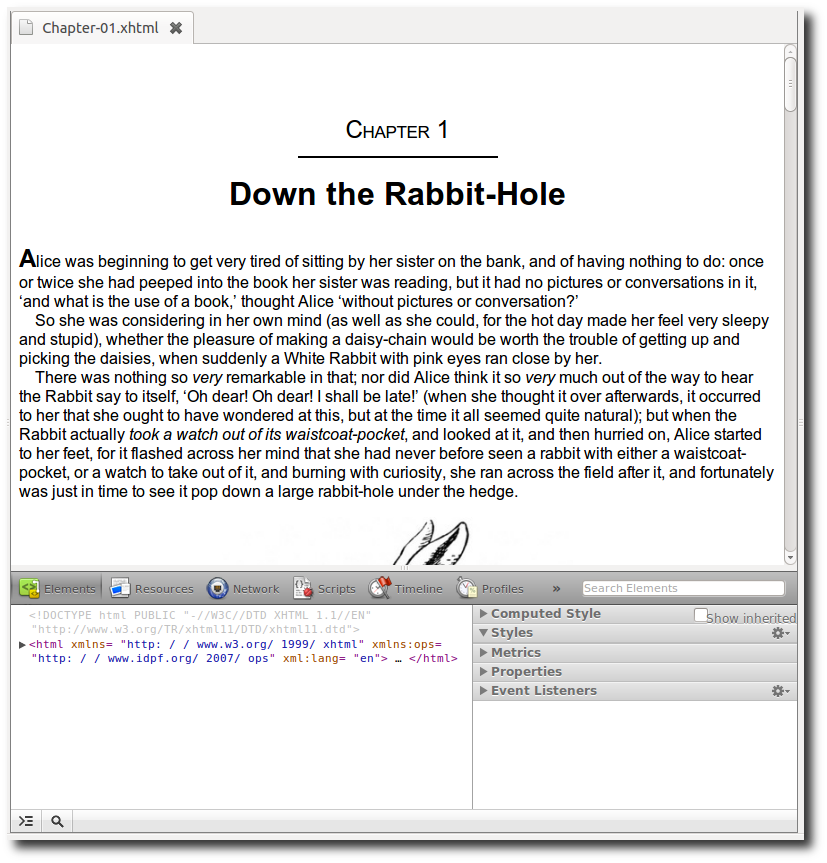 Chapter-01.xhtml
Chapter 1
Down the Rabbit-Hole
Alice was beginning to get very tired of sitting by her sister on the bank, and of having nothing to do: once
or twice she had peeped into the book her sister was reading, but it had no pictures or conversations in it,
‘and what is the use of a book,’ thought Alice ‘without pictures or conversation?’
So she was considering in her own mind (as well as she could, for the hot day made her feel very sleepy
and stupid), whether the pleasure of making a daisy-chain would be worth the trouble of getting up and
picking the daisies, when suddenly a White Rabbit with pink eyes ran close by her.
There was nothing so very remarkable in that; nor did Alice think it so very much out of the way to hear
the Rabbit say to itself, ‘Oh dear! Oh dear! I shall be late!’ (when she thought it over afterwards, it occurred
to her that she ought to have wondered at this, but at the time it all seemed quite natural); but when the
Rabbit actually took a watch out of its waistcoat-pocket, and looked at it, and then hurried on, Alice started
to her feet, for it flashed across her mind that she had never before seen a rabbit with either a waistcoat-
pocket, or a watch to take out of it, and burning with curiosity, she ran across the field after it, and fortunately
was just in time to see it pop down a large rabbit-hole under the hedge.
Elements Resources Network Scripts Timeline Profiles » Search Elements
<!DOCTYPE html PUBLIC "-//W3C//DTD XHTML 1.1//EN"
"http://www.w3.org/TR/xhtml11/DTD/xhtml11.dtd">
<html xmlns= "http: / / www.w3.org/ 1999/ xhtml" xmlns:ops=
"http: / / www.idpf.org/ 2007/ ops" xml:lang= "en"> … </html>
Computed Style Show inherited
Styles
Metrics
Properties
Event Listeners